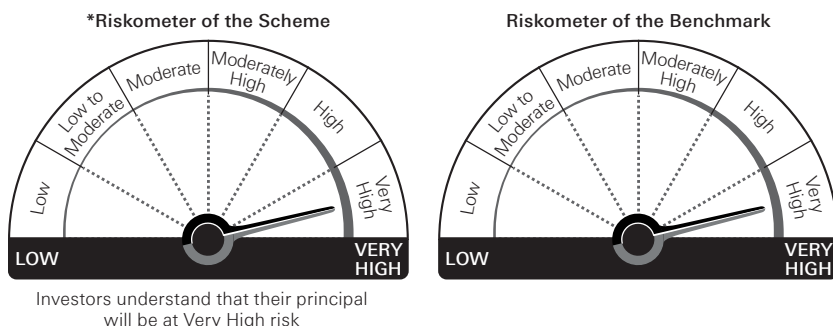 *Riskometer of the Scheme
Low
Low to
Moderate
Moderate
Moderately
High
High
Very
High
LOW
VERY
HIGH
Investors understand that their principal
will be at Very High risk
Riskometer of the Benchmark
Low
Low to
Moderate
Moderate
Moderately
High
High
Very
High
LOW
VERY
HIGH